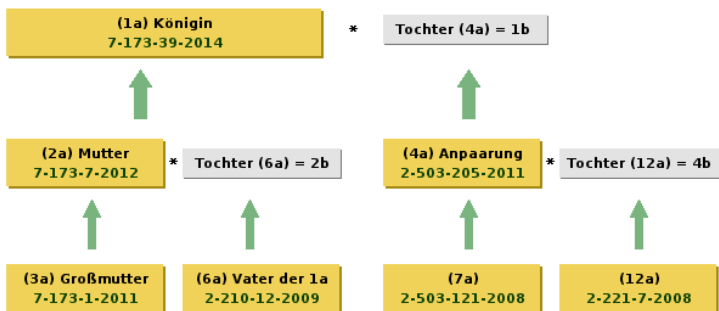 (1a) Königin
7-173-39-2014
*
Tochter (4a) = 1b
(2a) Mutter
7-173-7-2012
*
Tochter (6a) = 2b
(4a) Anpaarung
2-503-205-2011
*
Tochter (12a) = 4b
(3a) Großmutter
7-173-1-2011
(6a) Vater der 1a
2-210-12-2009
(7a)
2-503-121-2008
(12a)
2-221-7-2008